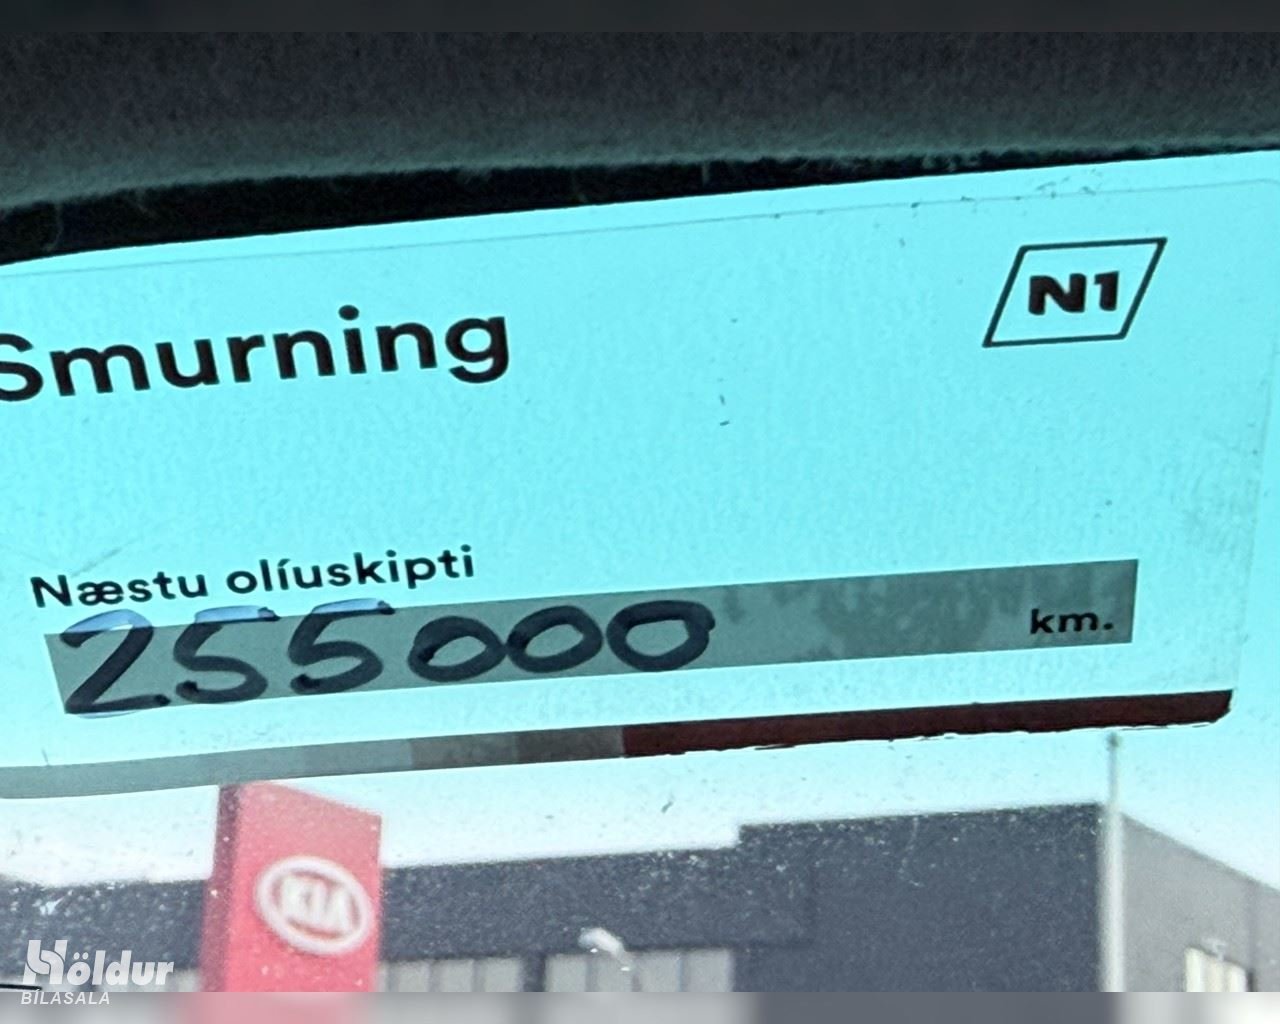 N1
Smurning
Næstu olíuskipti
255000 km.
KIA
Höldur
BÍLASALA